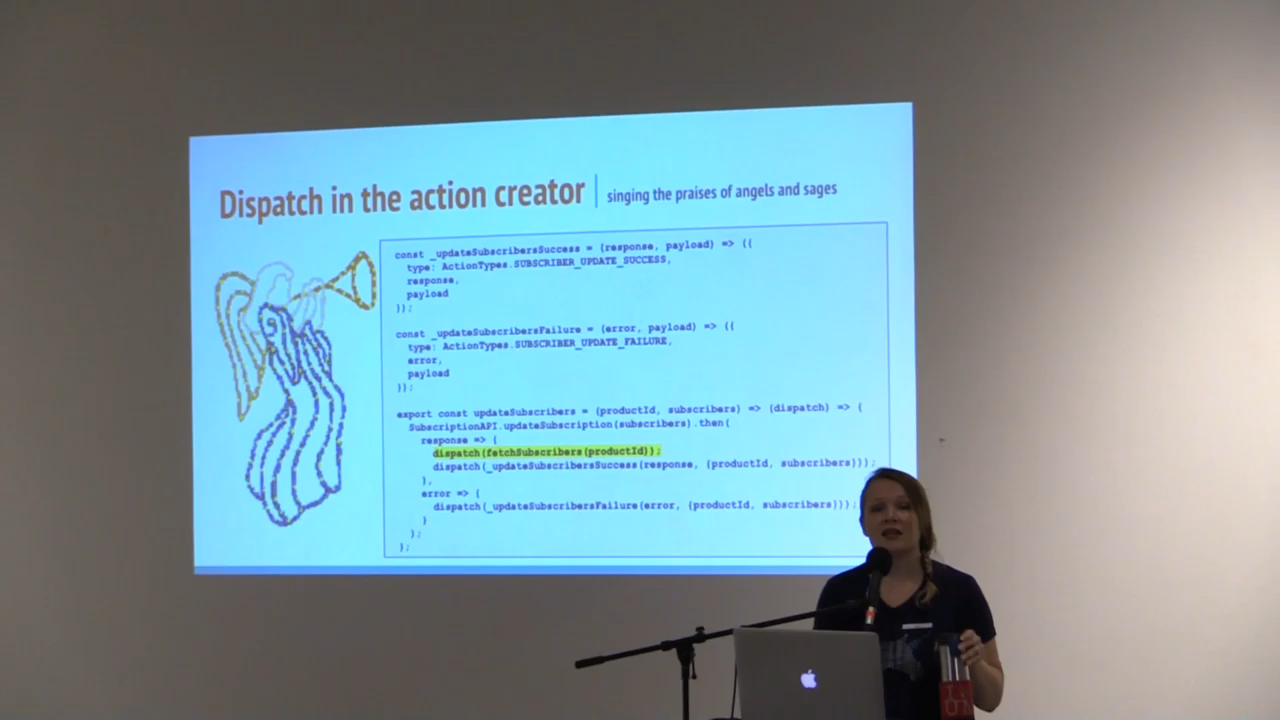 Dispatch in the action creator
singing the praises of angels and sages
const _updateSubscribersSuccess = (response, payload) => ({
type: ActionTypes.SUBSCRIBER_UPDATE_SUCCESS,
response,
payload
});
const _updateSubscribersFailure = (error, payload) => ({
type: ActionTypes.SUBSCRIBER_UPDATE_FAILURE,
error,
payload
});
export const updateSubscribers = (productId, subscribers) => (dispatch) => {
SubscriptionAPI.updateSubscription(subscribers).then(
response => {
dispatch(fetchSubscribers(productId));
dispatch(_updateSubscribersSuccess(response, {productId, subscribers}));
},
error => {
dispatch(_updateSubscribersFailure(error, {productId, subscribers}));
}
);
};